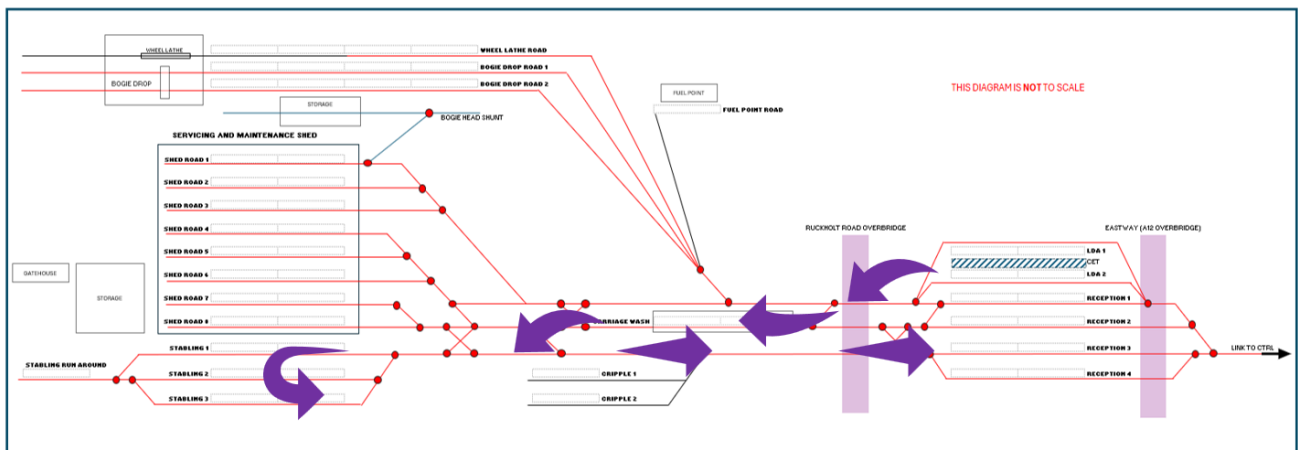 WHEEL LATHE
WHEEL LATHE ROAD
BOGIE DROP ROAD 1
BOGIE DROP
BOGIE DROP ROAD 2
FUEL POINT
THIS DIAGRAM IS NOT TO SCALE
STORAGE
FUEL POINT ROAD
BOGIE HEAD SHUNT
SERVICING AND MAINTENANCE SHED
SHED ROAD 1
SHED ROAD 2
SHED ROAD 3
SHED ROAD 4
RUCKHOLT ROAD OVERBRIDGE
EASTWAY (A12 OVERBRIDGE)
SHED ROAD 5
LDA 1
CET
GATEHOUSE
SHED ROAD 6
LDA 2
STORAGE
SHED ROAD 7
RECEPTION 1
SHED ROAD 8
ARRIAGE WASH
RECEPTION 2
STABLING 1
RECEPTION 3
LINK TO CTRL
STABLING RUN AROUND
STABLING 2
CRIPPLE 1
RECEPTION 4
STABLING 3
CRIPPLE 2